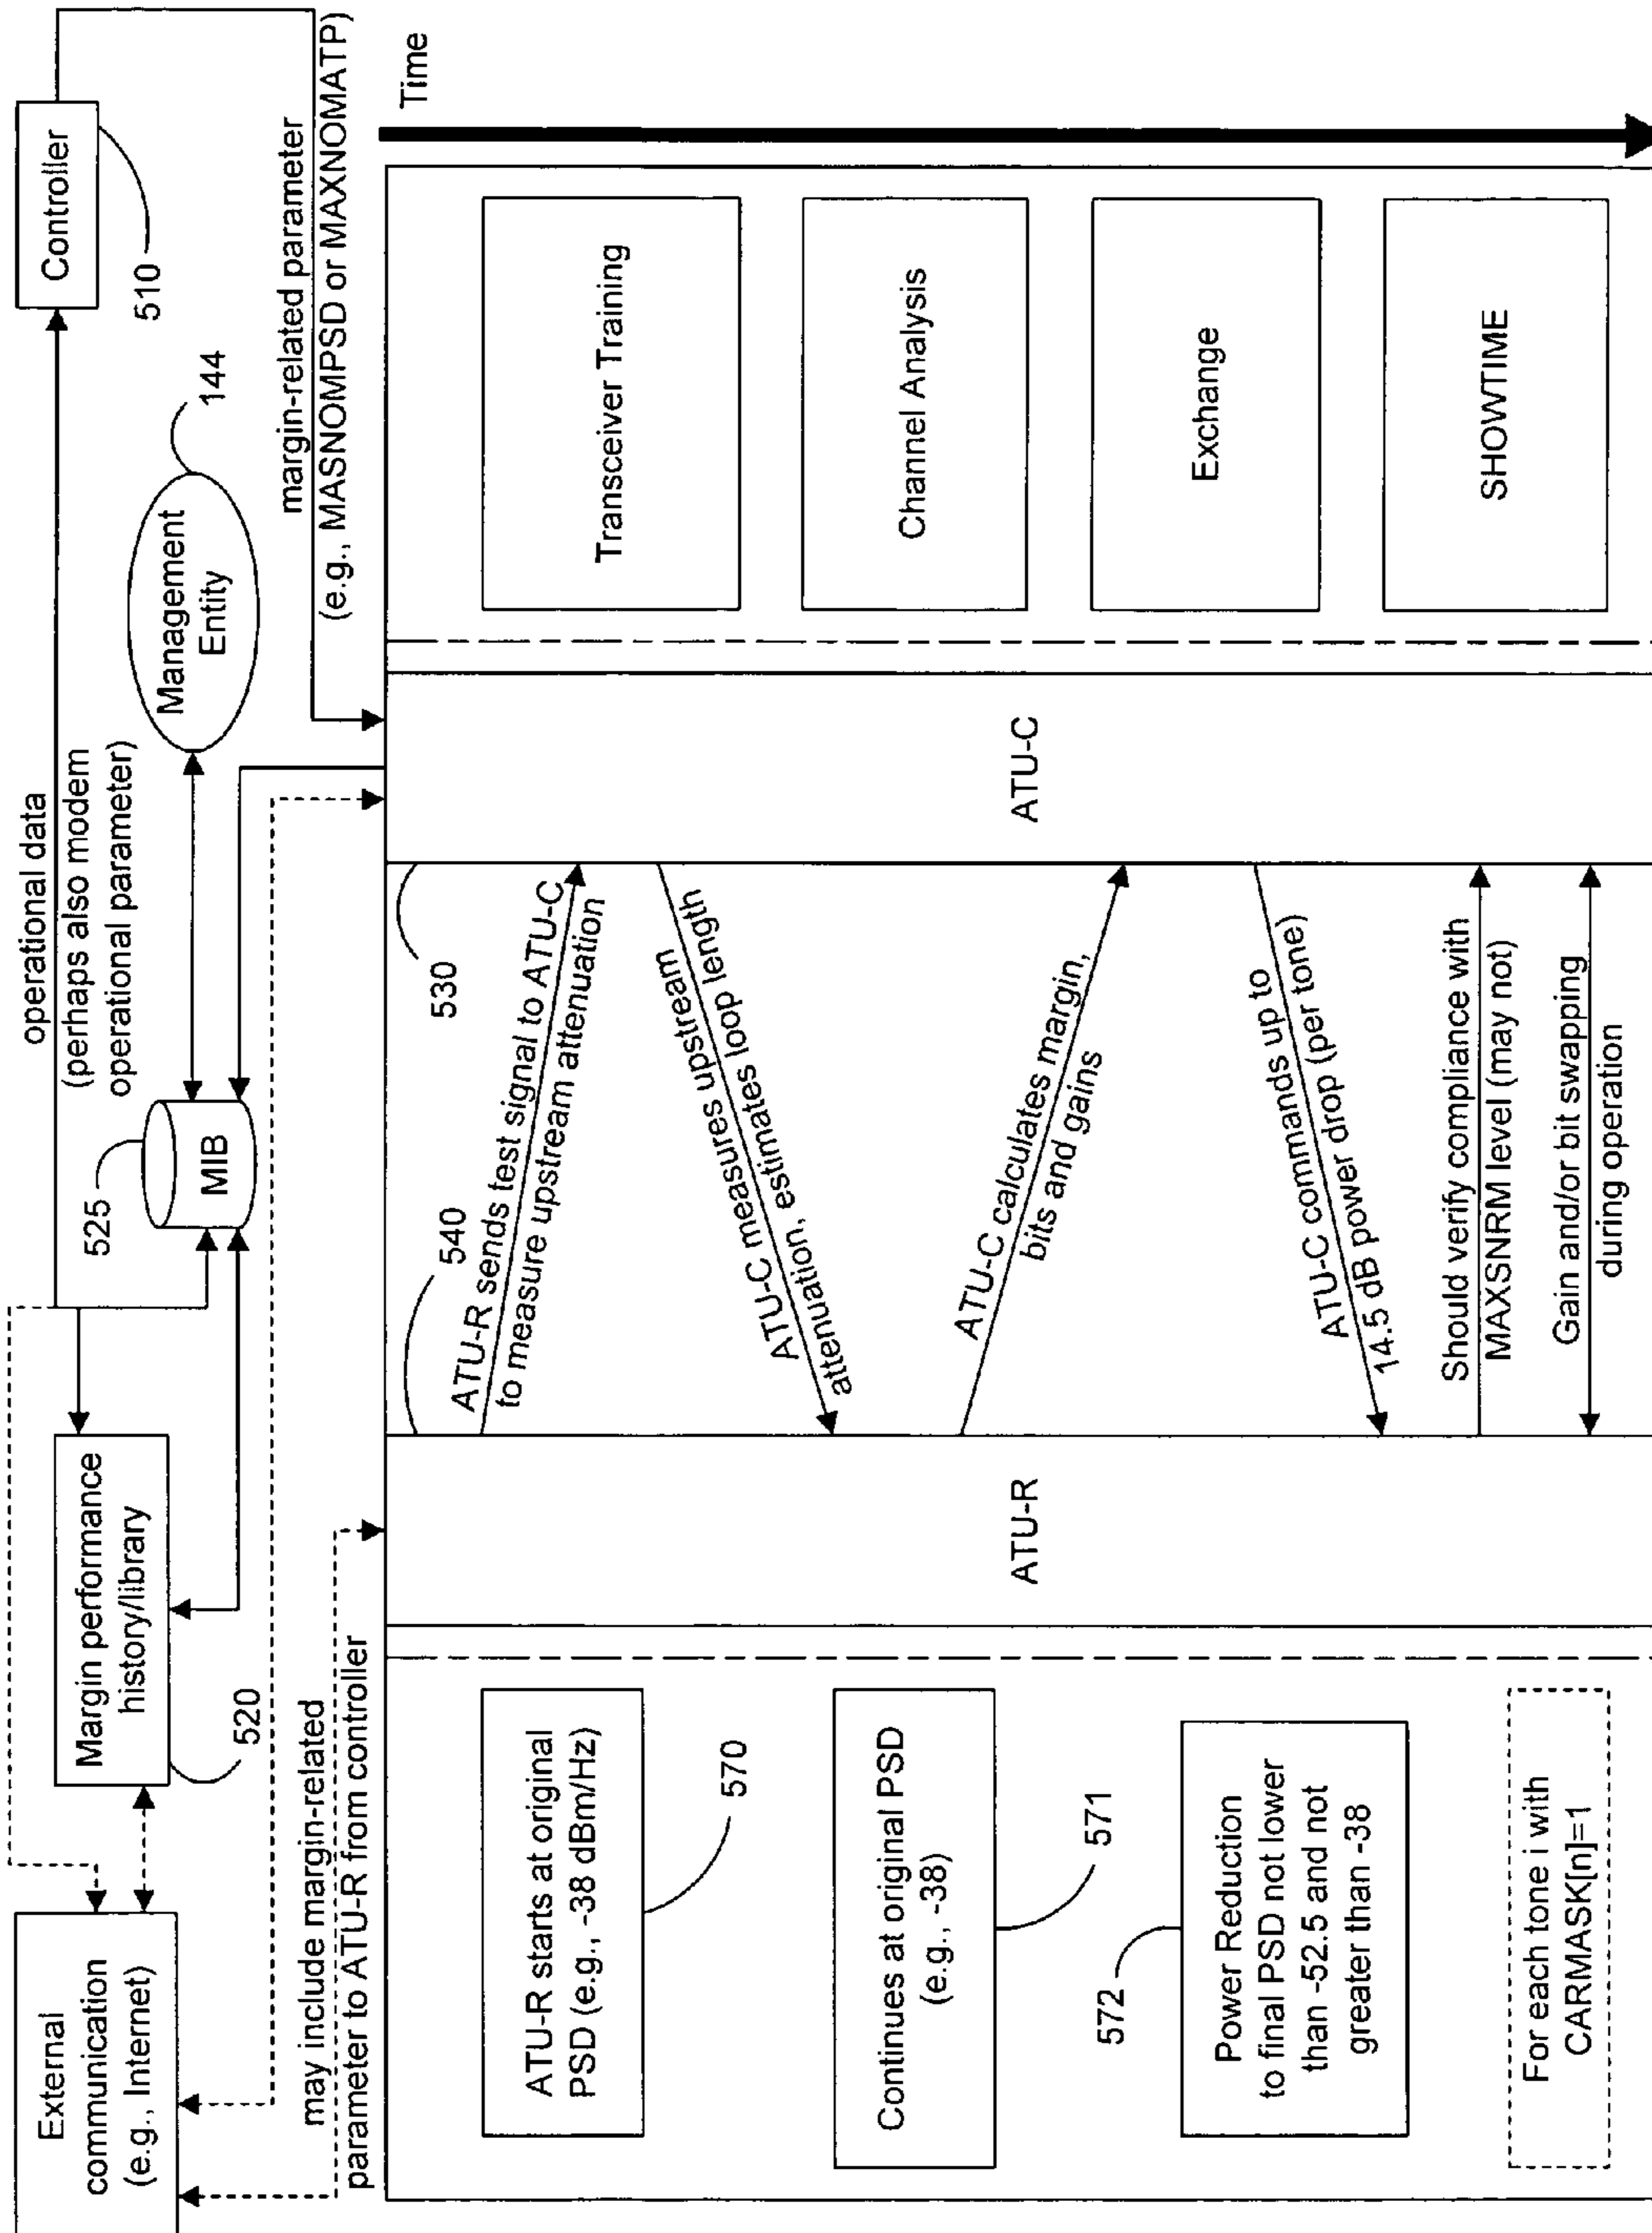 External
communication
(e.g., Internet)
Margin performance
history/library
520
525
MIB
operational data
(perhaps also modem
operational parameter)
Management
Entity
144
Controller
510
may include margin-related
parameter to ATU-R from controller
margin-related parameter
(e.g., MASNOMPSD or MAXNOMATP)
Time
540
530
ATU-R starts at original
PSD (e.g., -38 dBm/Hz)
570
Continues at original PSD
(e.g., -38)
571
572
Power Reduction
to final PSD not lower
than -52.5 and not
greater than -38
For each tone i with
CARMASK[n]=1
ATU-R
ATU-R sends test signal to ATU-C
to measure upstream attenuation
ATU-C measures upstream
attenuation, estimates loop length
ATU-C calculates margin,
bits and gains
ATU-C commands up to
14.5 dB power drop (per tone)
Should verify compliance with
MAXSNRM level (may not)
Gain and/or bit swapping
during operation
ATU-C
Transceiver Training
Channel Analysis
Exchange
SHOWTIME